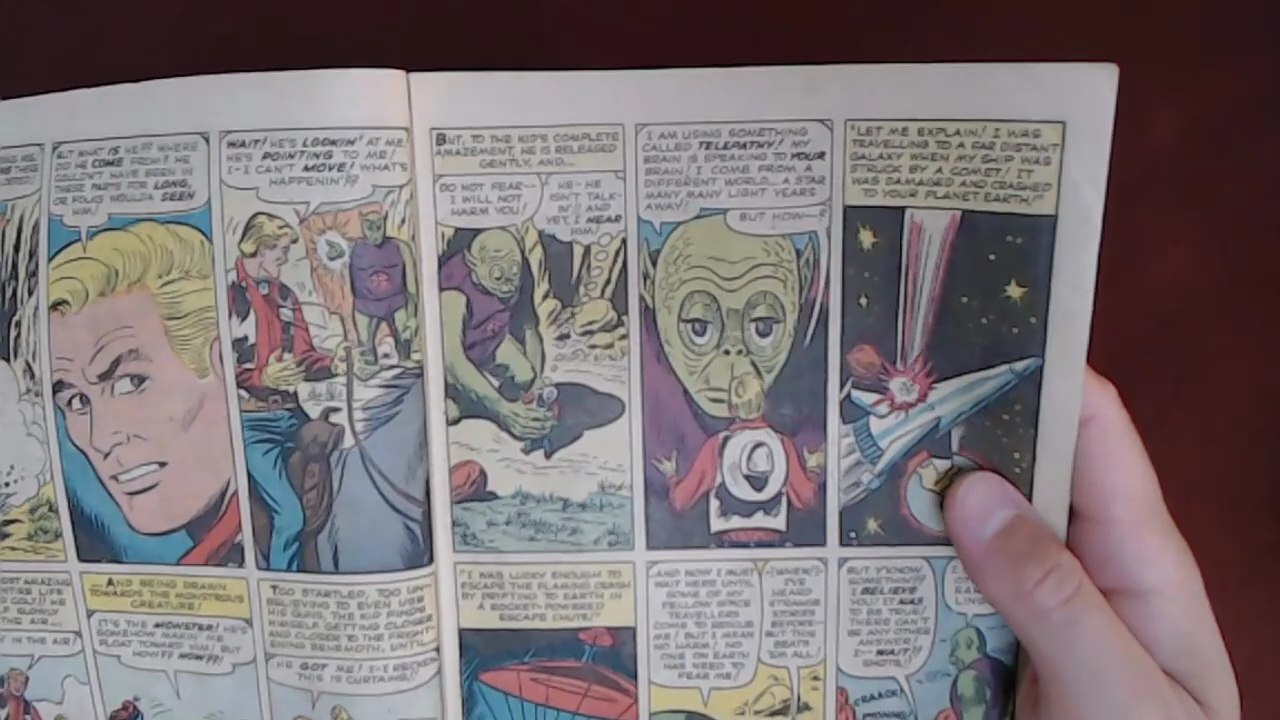 BUT WHAT IS HE?? WHERE
DID HE COME FROM? HE
COULDN'T HAVE BEEN IN
THESE PARTS FOR LONG,
OR FOLKS WOULDA SEEN
HIM!
WAIT! HE'S LOOKIN' AT ME!
HE'S POINTING TO ME!
I-I CAN'T MOVE! WHAT'S
HAPPENIN'??
...AND BEING DRAWN
TOWARDS THE MONSTROUS
CREATURE!
IT'S THE MONSTER! HE'S
SOMEHOW MAKIN' ME
FLOAT TOWARD HIM! BUT
HOW?? HOW??
TOO STARTLED, TOO UN-
BELIEVING TO EVEN USE
HIS GUNS, THE KID FINDS
HIMSELF GETTING CLOSER
AND CLOSER TO THE FRIGHT-
ENING BEHEMOTH, UNTIL--
HE GOT ME! I-I RECKON
THIS IS CURTAINS!
BUT, TO THE KID'S COMPLETE
AMAZEMENT, HE IS RELEASED
GENTLY, AND...
DO NOT FEAR--
I WILL NOT
HARM YOU!
HE-HE
ISN'T TALK-
IN'!! AND
YET, I HEAR
HIM!
I AM USING SOMETHING
CALLED TELEPATHY! MY
BRAIN IS SPEAKING TO YOUR
BRAIN! I COME FROM A
DIFFERENT WORLD... A STAR
MANY MANY LIGHT YEARS
AWAY!
BUT HOW--?
"LET ME EXPLAIN! I WAS
TRAVELLING TO A FAR DISTANT
GALAXY WHEN MY SHIP WAS
STRUCK BY A COMET! IT
WAS DAMAGED AND CRASHED
TO YOUR PLANET EARTH!"
"I WAS LUCKY ENOUGH TO
ESCAPE THE FLAMING CRASH
BY DRIFTING TO EARTH IN
A ROCKET-POWERED
ESCAPE CHUTE!"
AND NOW I MUST
WAIT HERE UNTIL
SOME OF MY
FELLOW SPACE
TRAVELLERS
COME TO RESCUE
ME! BUT I MEAN
NO HARM! NO
ONE ON EARTH
HAS NEED TO
FEAR ME!
(WHEW!)
I'VE
HEARD
STRANGE
STORIES
BEFORE--
BUT THIS
BEATS
'EM ALL!
BUT Y'KNOW
SOMETHIN'?
I BELIEVE
YOU! IT HAS
TO BE TRUE!
THERE CAN'T
BE ANY OTHER
ANSWER!
I--WAIT!!
SHOTS!!
CRAACK!